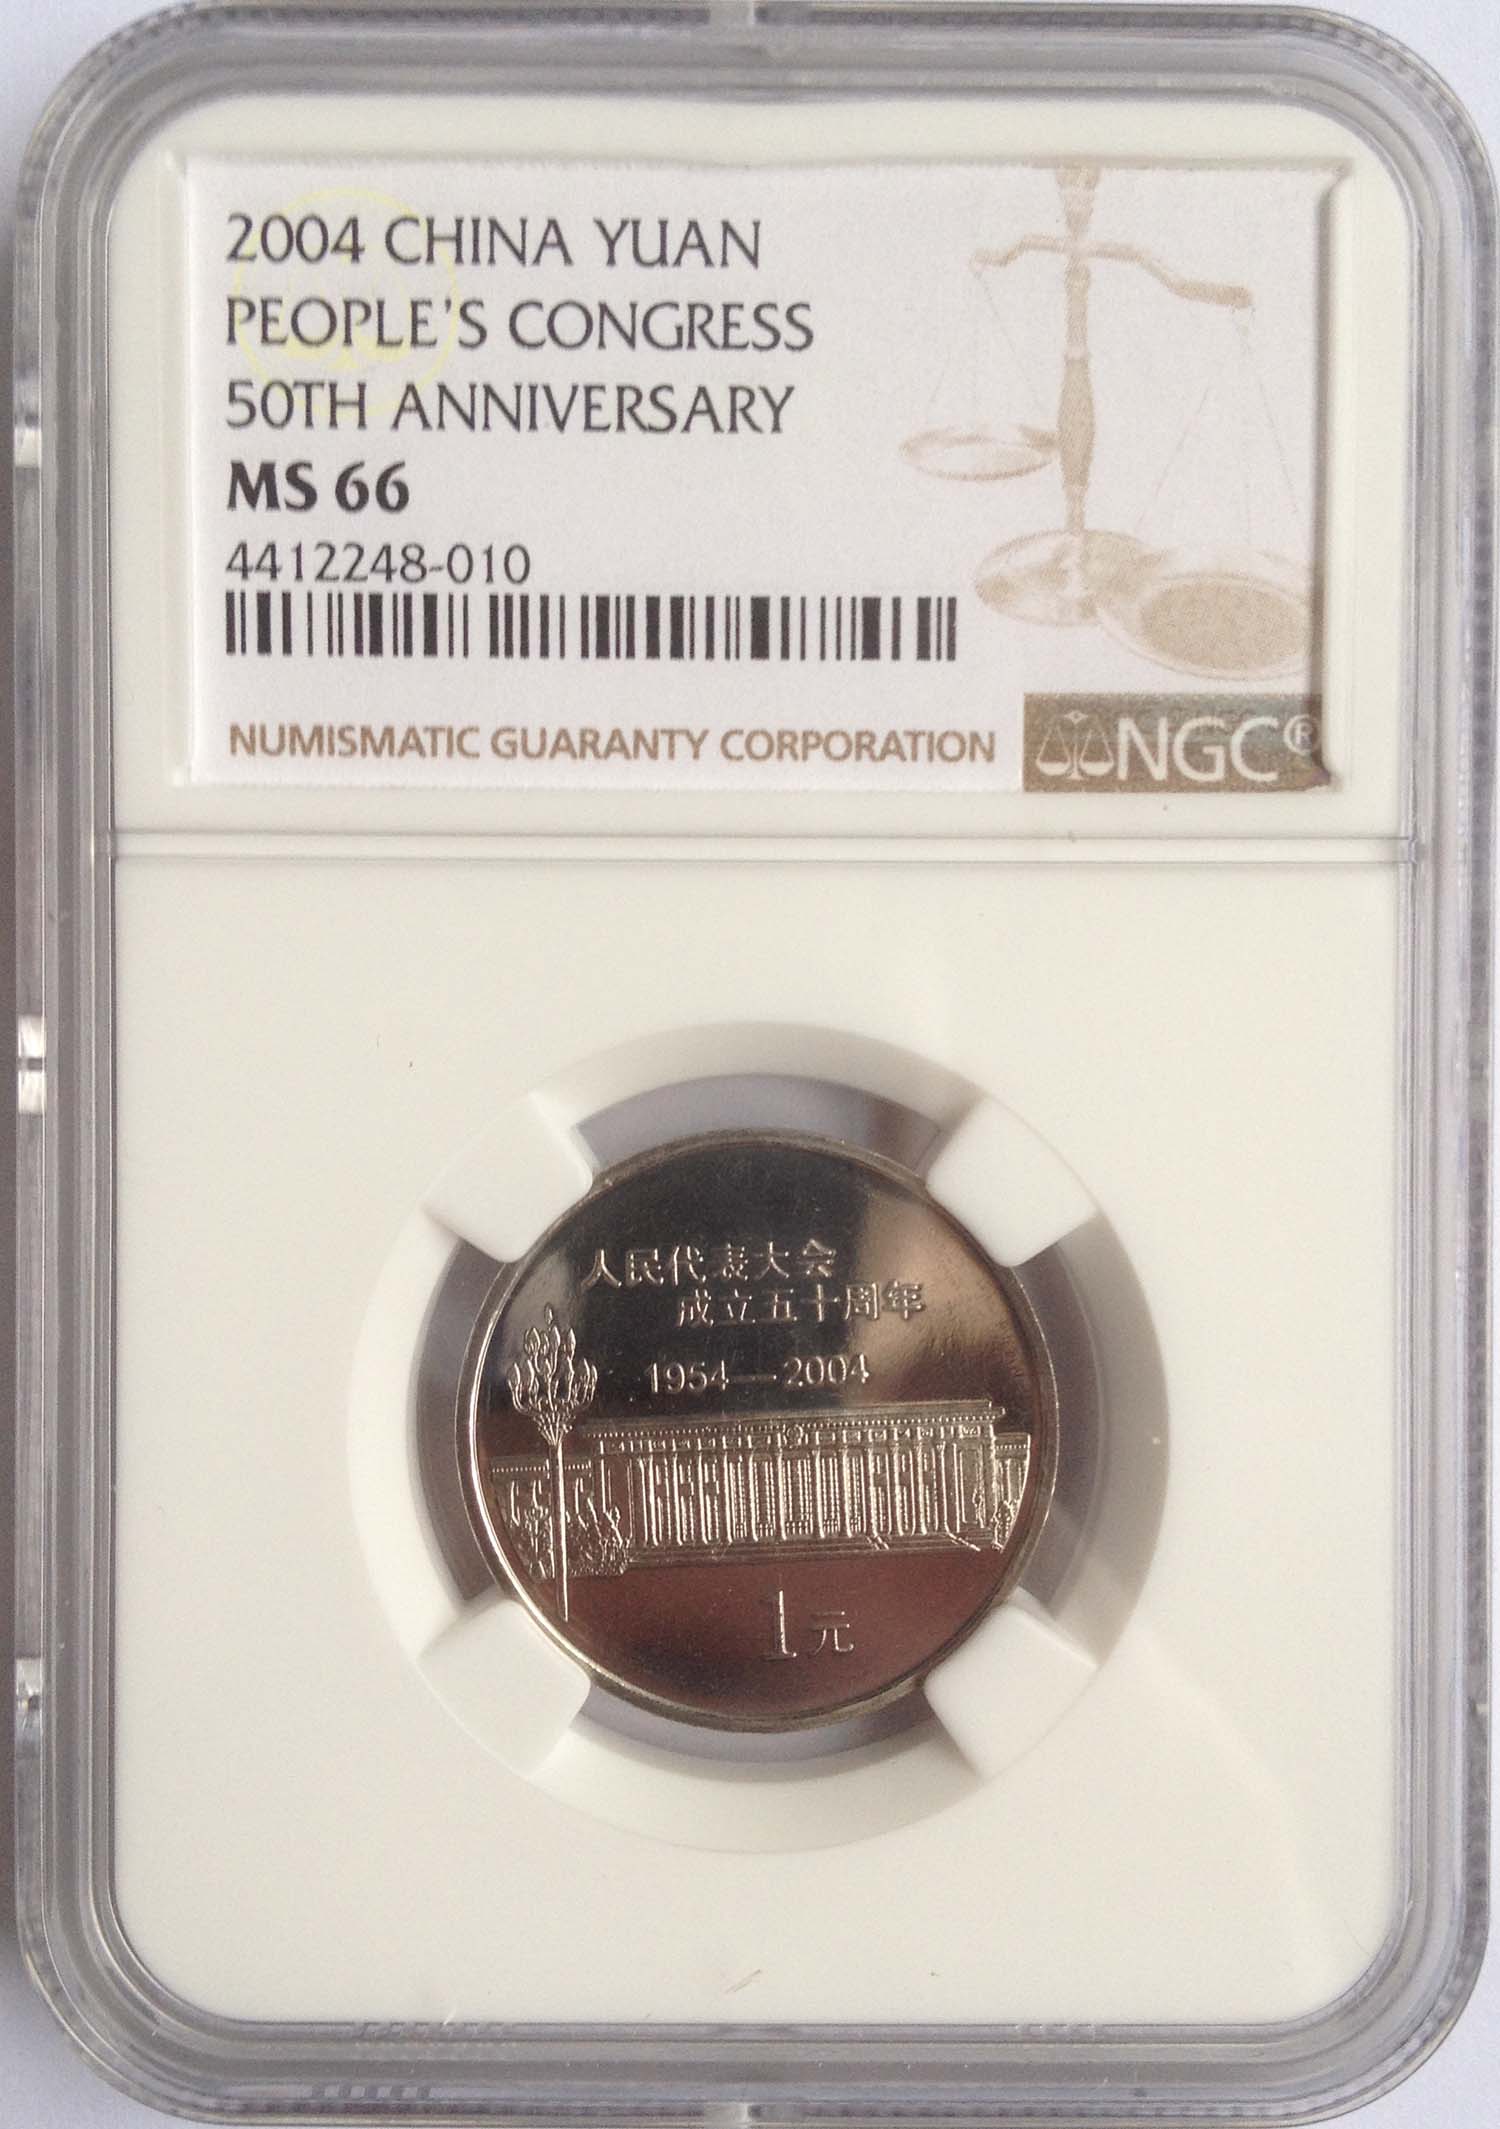 2004 CHINA YUAN
PEOPLE'S CONGRESS
50TH ANNIVERSARY
MS 66
4412248-010
NUMISMATIC GUARANTY CORPORATION
NGC®
人民代表大会
成立五十周年
1954—2004
1元